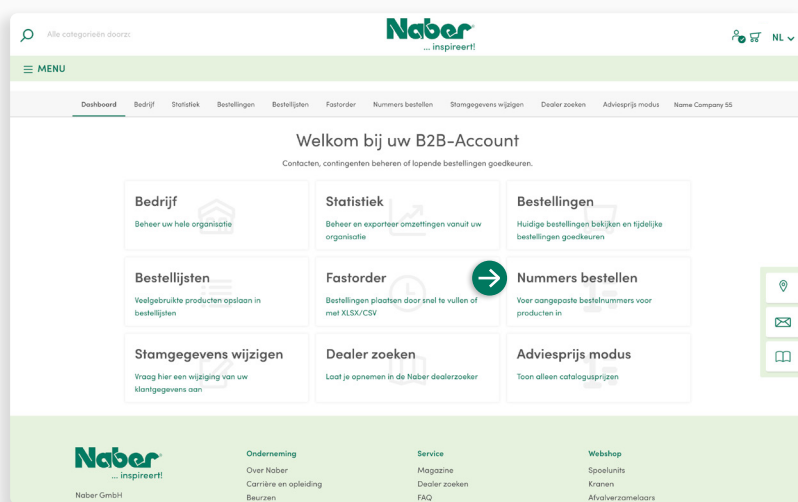 Alle categorieën doorz:
Naber
... inspireert!
NL
MENU
Dashboard Bedrijf Statistiek Bestellingen Bestellijsten Fastorder Nummers bestellen Stamgegevens wijzigen Dealer zoeken Adviesprijs modus Name Company 55
Welkom bij uw B2B-Account
Contacten, contingenten beheren of lopende bestellingen goedkeuren.
Bedrijf
Beheer uw hele organisatie
Statistiek
Beheer en exporteer omzettingen vanuit uw
organisatie
Bestellingen
Huidige bestellingen bekijken en tijdelijke
bestellingen goedkeuren
Bestellijsten
Veelgebruikte producten opslaan in
bestellijsten
Fastorder
Bestellingen plaatsen door snel te vullen of
met XLSX/CSV
Nummers bestellen
Voer aangepaste bestelnummers voor
producten in
Stamgegevens wijzigen
Vraag hier een wijziging van uw
klantgegevens aan
Dealer zoeken
Laat je opnemen in de Naber dealerzoeker
Adviesprijs modus
Toon alleen catalogusprijzen
Naber
... inspireert!
Naber GmbH
Onderneming
Over Naber
Carrière en opleiding
Beurzen
Service
Magazine
Dealer zoeken
FAQ
Webshop
Spoelunits
Kranen
Afvalverzamelaars